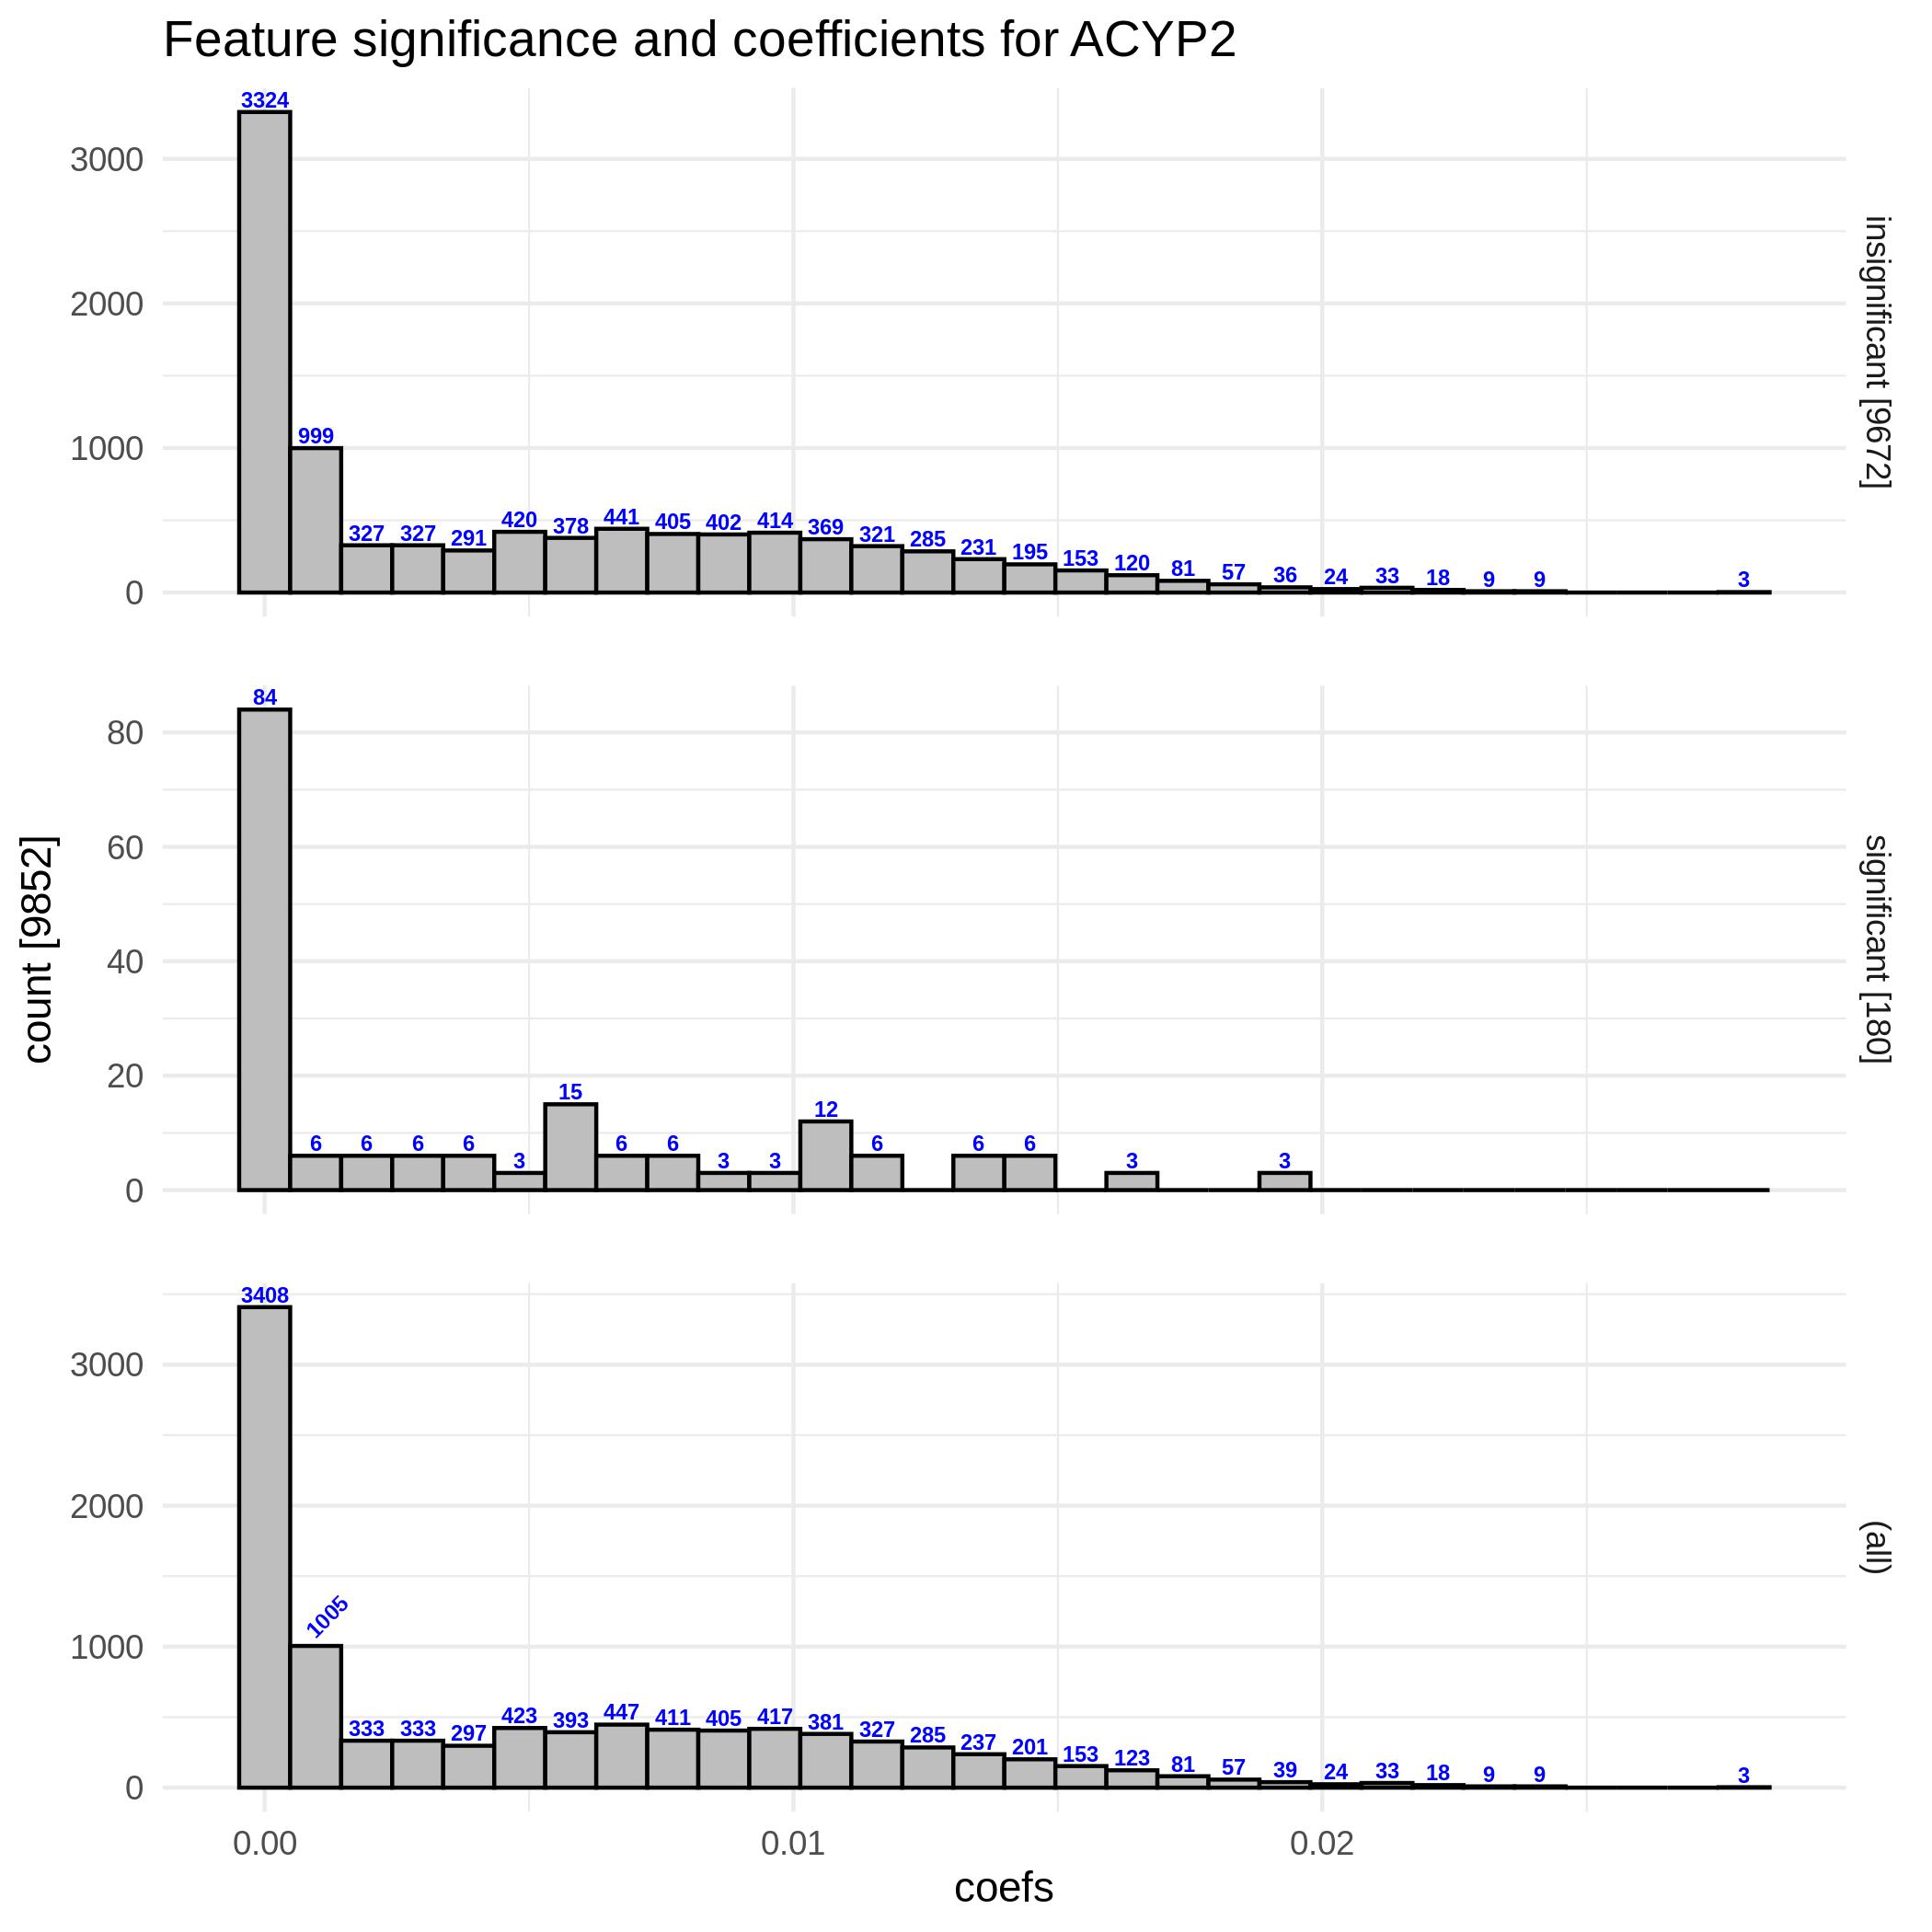 Feature significance and coefficients for ACYP2
3324
3000
2000
1000
999
327 327 291 420 378 441 405 402 414 369 321 285 231 195 153 120 81 57 36 24 33 18 9 9 3
0
insignificant [9672]
84
80
60
40
20
6 6 6 6 3 15 6 6 3 3 12 6 6 6 3 3
0
significant [180]
count [9852]
3408
3000
2000
1005
1000
333 333 297 423 393 447 411 405 417 381 327 285 237 201 153 123 81 57 39 24 33 18 9 9 3
0
(all)
0.00 0.01 0.02
coefs